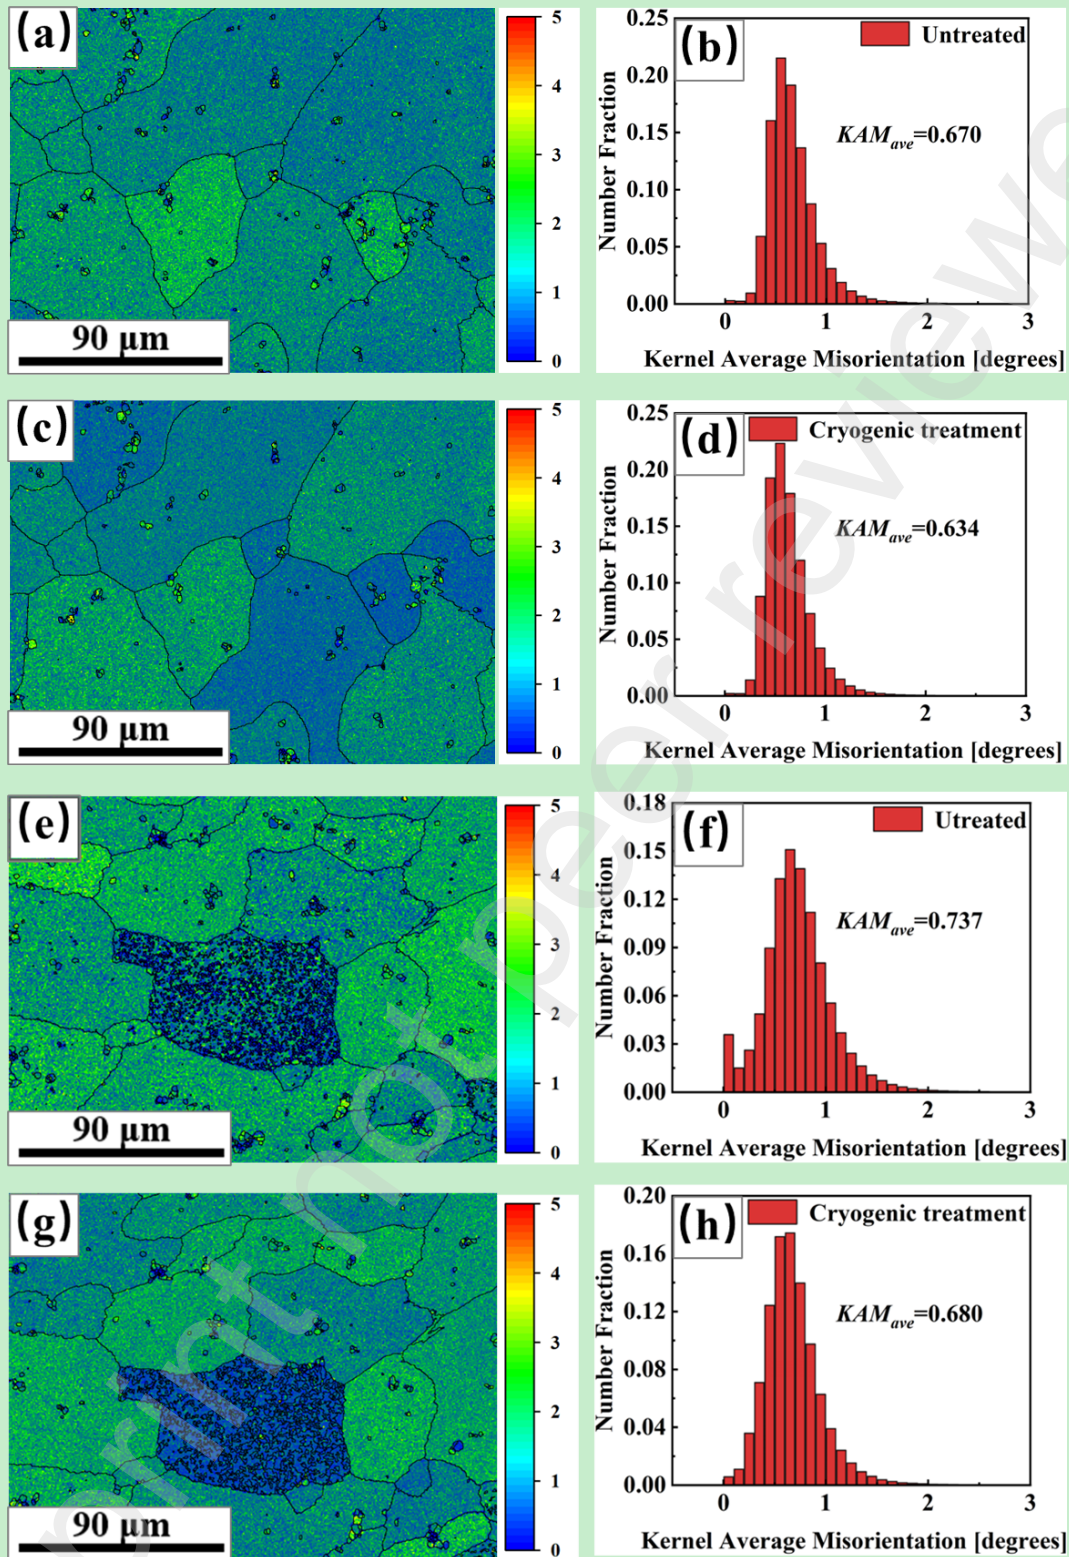 (a)
5
4
3
2
1
0
90 μm
(b)
Untreated
KAMave=0.670
Number Fraction
0.25
0.20
0.15
0.10
0.05
0.00
0 1 2 3
Kernel Average Misorientation [degrees]
(c)
5
4
3
2
1
0
90 μm
(d)
Cryogenic treatment
KAMave=0.634
Number Fraction
0.25
0.20
0.25
0.10
0.05
0.00
0 1 2 3
Kernel Average Misorientation [degrees]
(e)
5
4
3
2
1
0
90 μm
(f)
Utreated
KAMave=0.737
Number Fraction
0.18
0.15
0.12
0.09
0.06
0.03
0.00
0 1 2 3
Kernel Average Misorientation [degrees]
(g)
5
4
3
2
1
0
90 μm
(h)
Cryogenic treatment
KAMave=0.680
Number Fraction
0.20
0.16
0.12
0.08
0.04
0.00
0 1 2 3
Kernel Average Misorientation [degrees]
print not peer reviewe